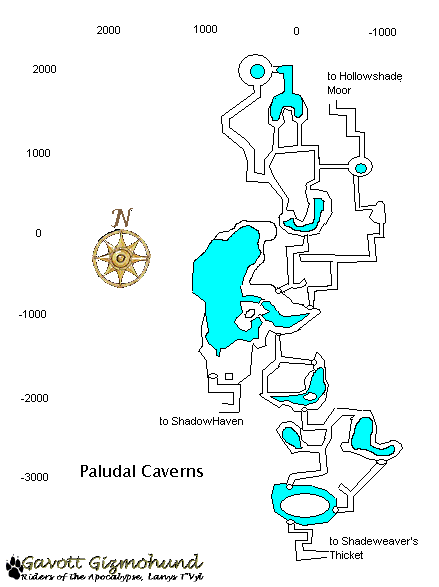 2000 1000 0 -1000
2000
to Hollowshade
Moor
1000
N
0
-1000
-2000
to ShadowHaven
Paludal Caverns
-3000
to Shadeweaver's
Thicket
Gavott Gizmohund
Riders of the Apocalypse, Lanys T'Vyl